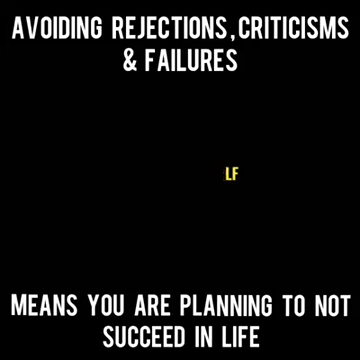 AVOIDING REJECTIONS, CRITICISMS
& FAILURES
LF
MEANS YOU ARE PLANNING TO NOT
SUCCEED IN LIFE